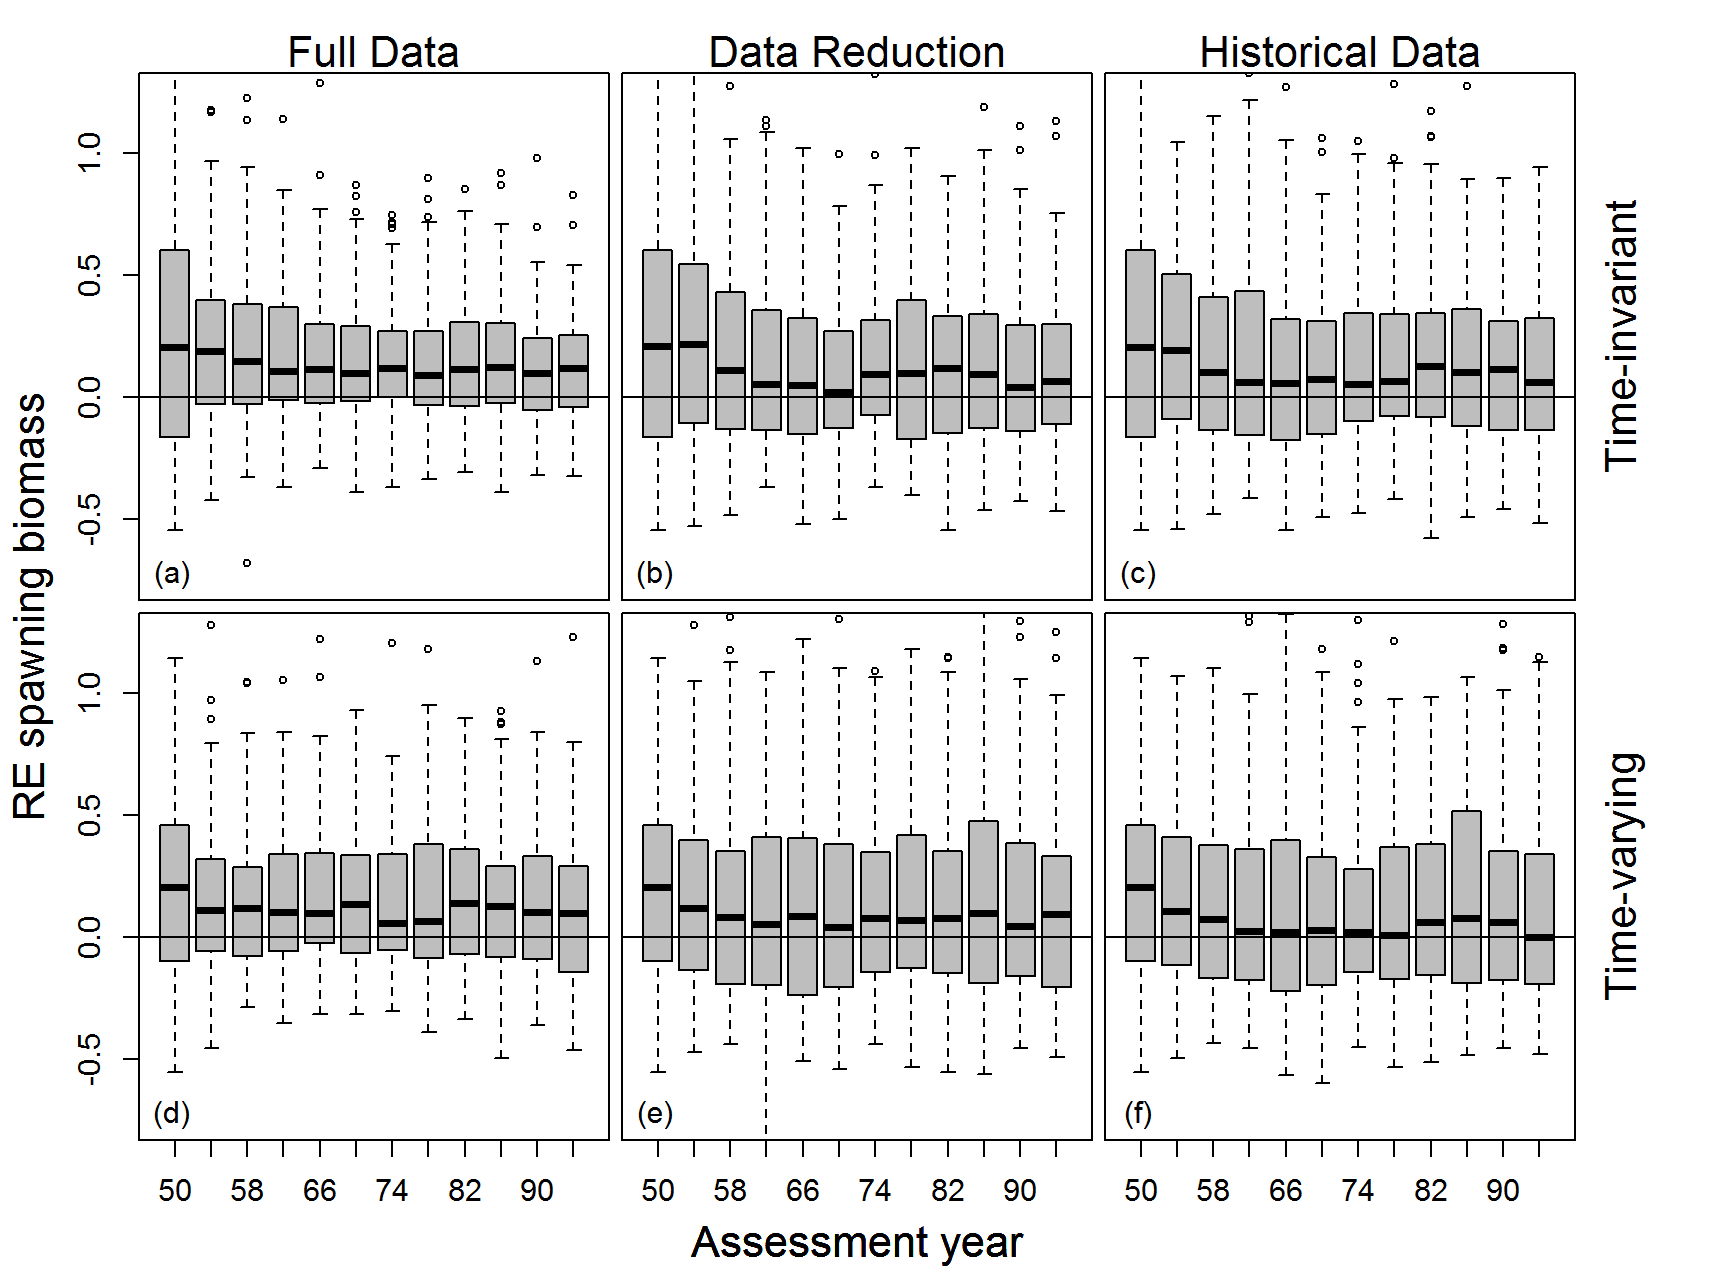 Full Data Data Reduction Historical Data
1.0
0.5
0.0
-0.5
(a) (b) (c)
Time-invariant
RE spawning biomass
1.0
0.5
0.0
-0.5
(d) (e) (f)
Time-varying
50 58 66 74 82 90 50 58 66 74 82 90 50 58 66 74 82 90
Assessment year